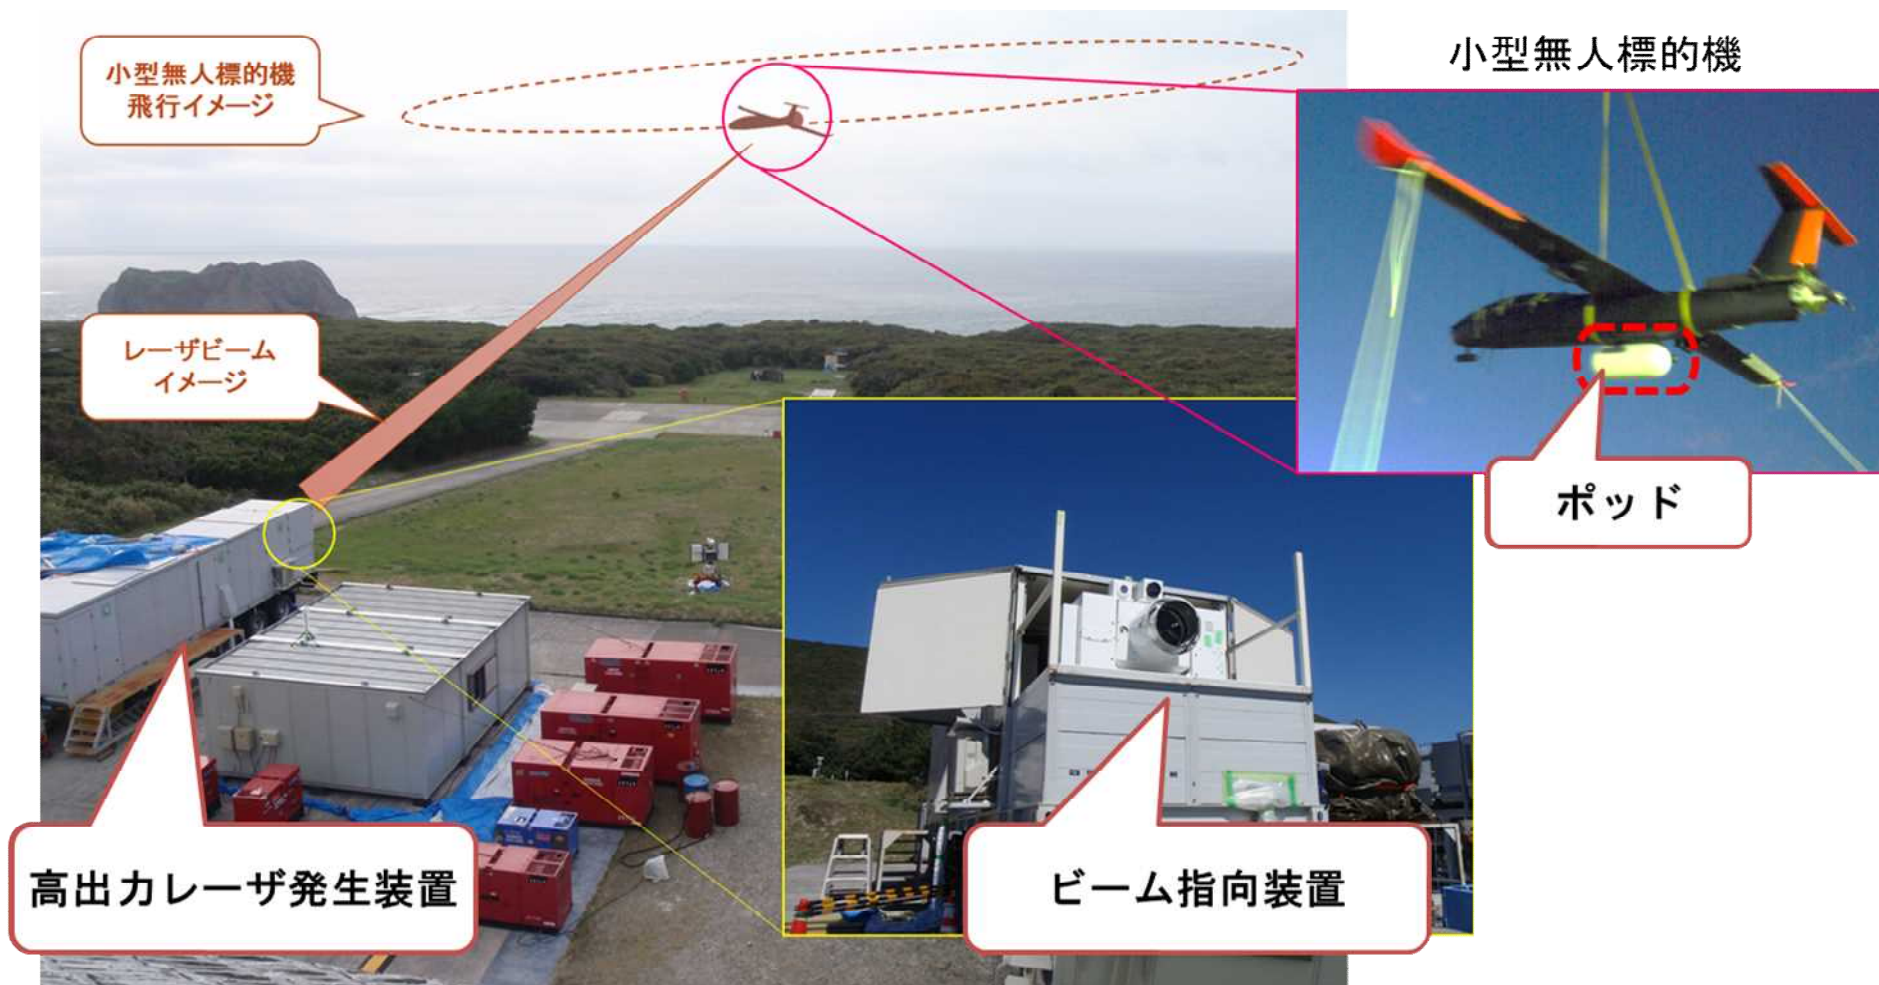 小型無人標的機
飛行イメージ
小型無人標的機
レーザビーム
イメージ
ポッド
高出力レーザ発生装置
ビーム指向装置